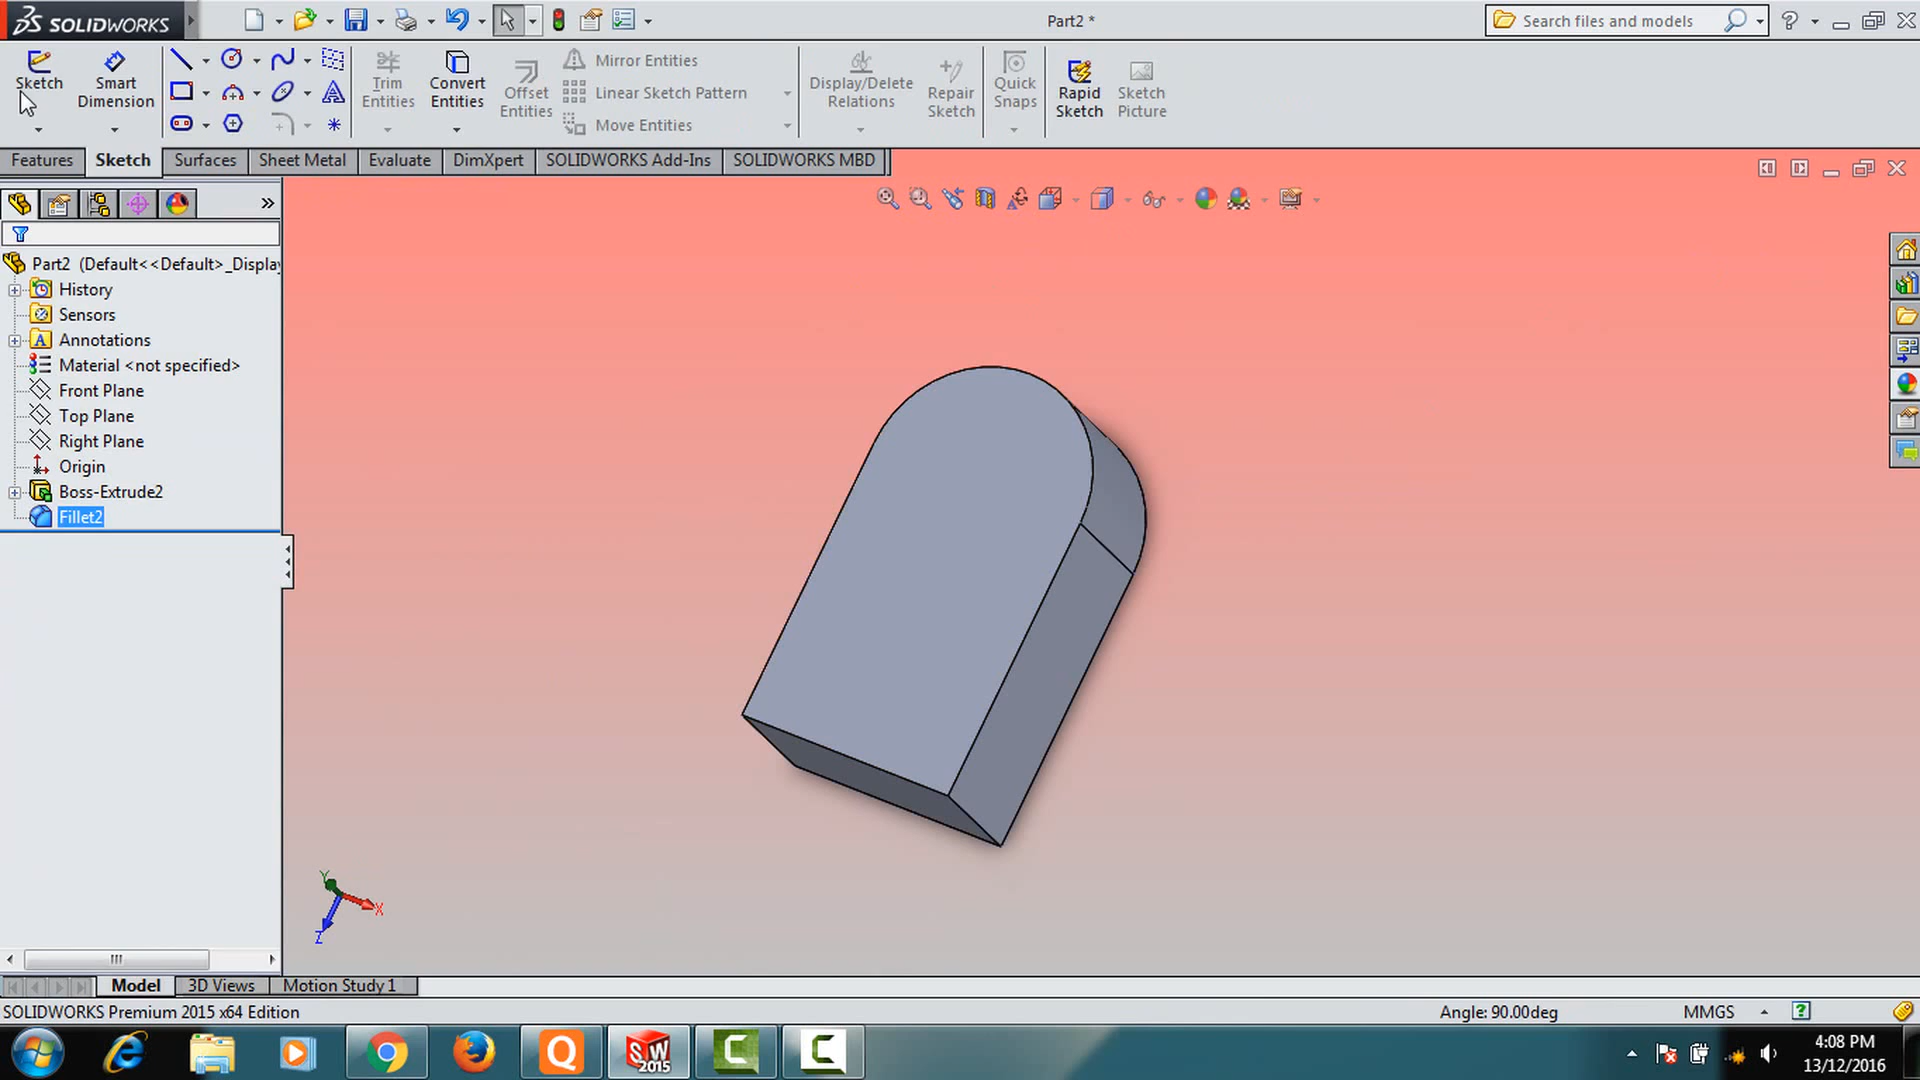 SOLIDWORKS
Part2 *
Search files and models
Sketch
Smart Dimension
Trim Entities
Convert Entities
Offset Entities
Mirror Entities
Linear Sketch Pattern
Move Entities
Display/Delete Relations
Repair Sketch
Quick Snaps
Rapid Sketch
Sketch Picture
Features
Sketch
Surfaces
Sheet Metal
Evaluate
DimXpert
SOLIDWORKS Add-Ins
SOLIDWORKS MBD
Part2 (Default<<Default>_Display
History
Sensors
A Annotations
Material <not specified>
Front Plane
Top Plane
Right Plane
Origin
Boss-Extrude2
Fillet2
Y
X
Z
Model
3D Views
Motion Study 1
SOLIDWORKS Premium 2015 x64 Edition
Angle: 90.00deg
MMGS
SW 2015
4:08 PM
13/12/2016